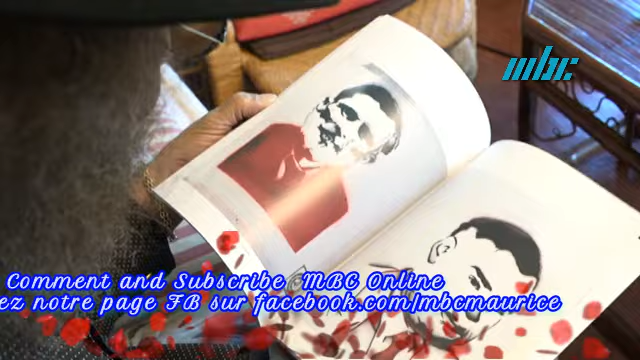 mbc
Comment and Subscribe MBC Online
ez notre page FB sur facebook.com/mbcmaurice